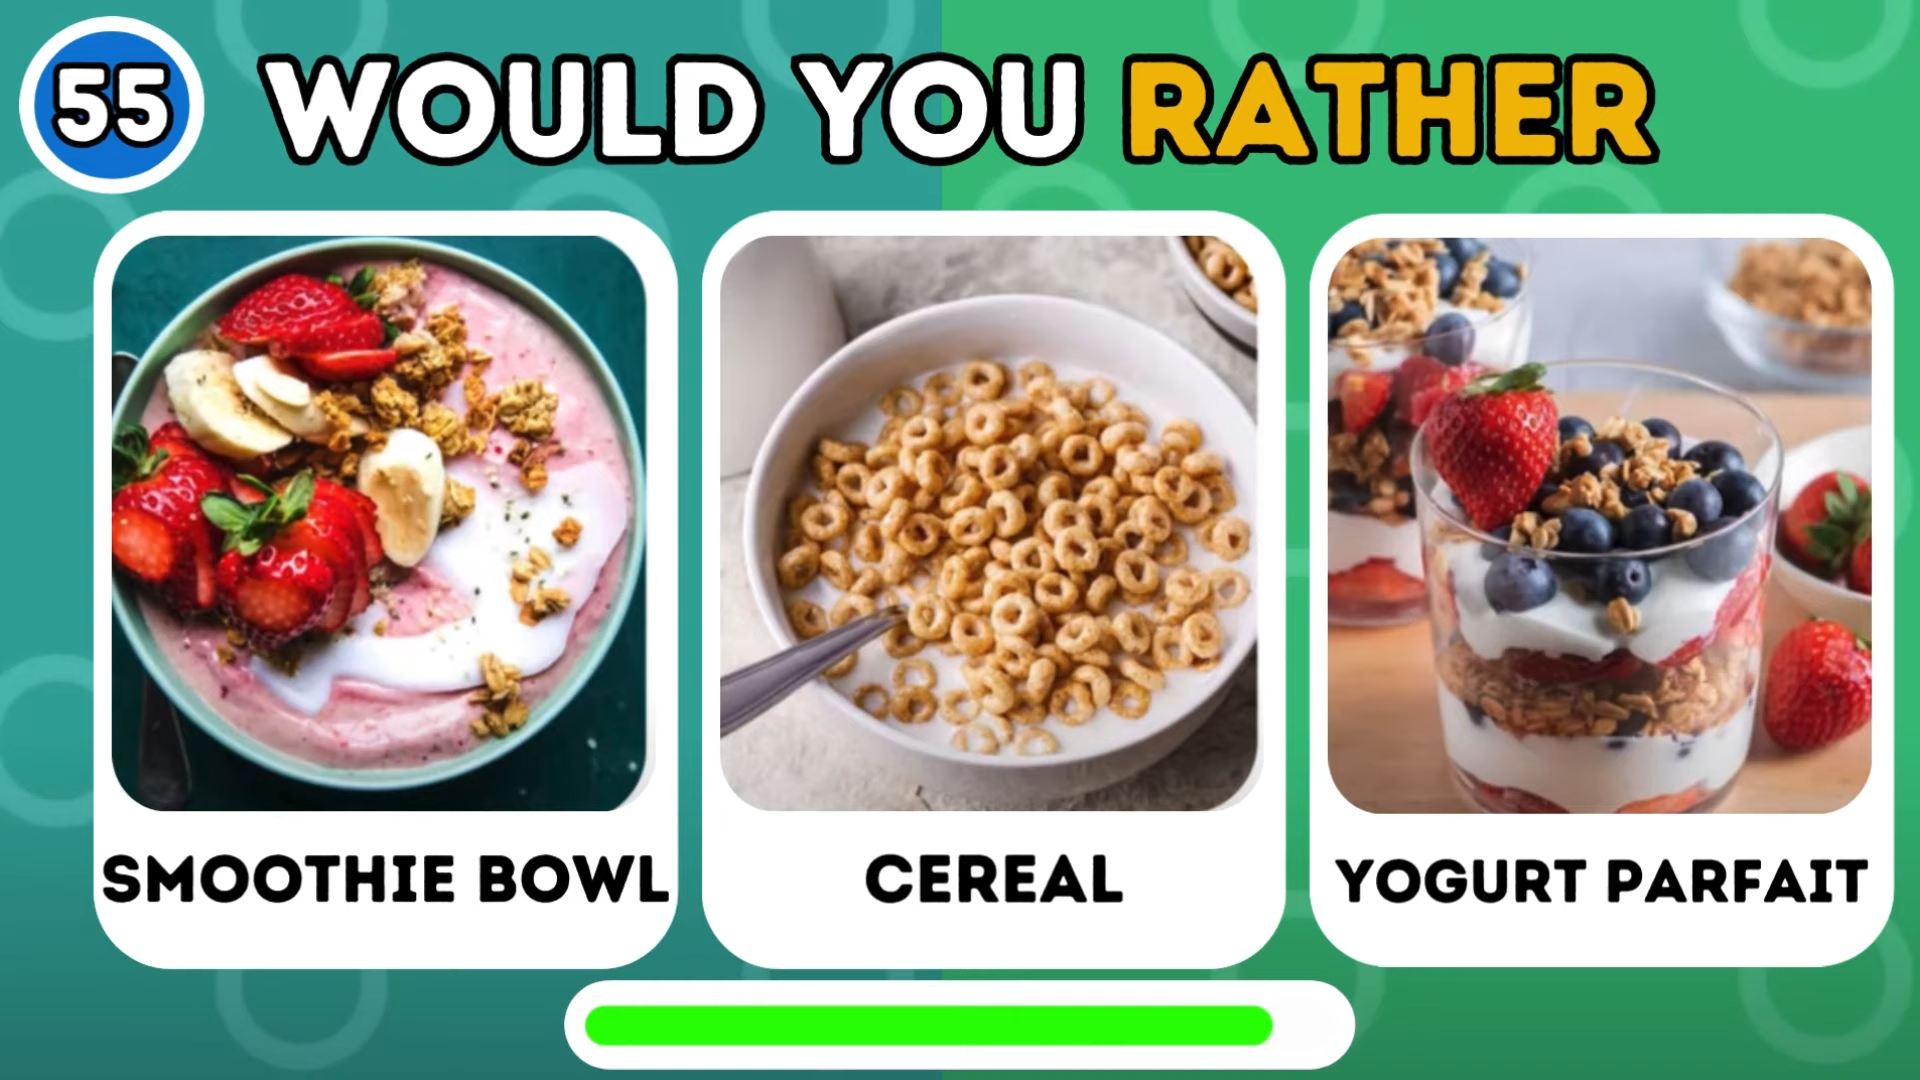 55
WOULD YOU RATHER
SMOOTHIE BOWL
CEREAL
YOGURT PARFAIT